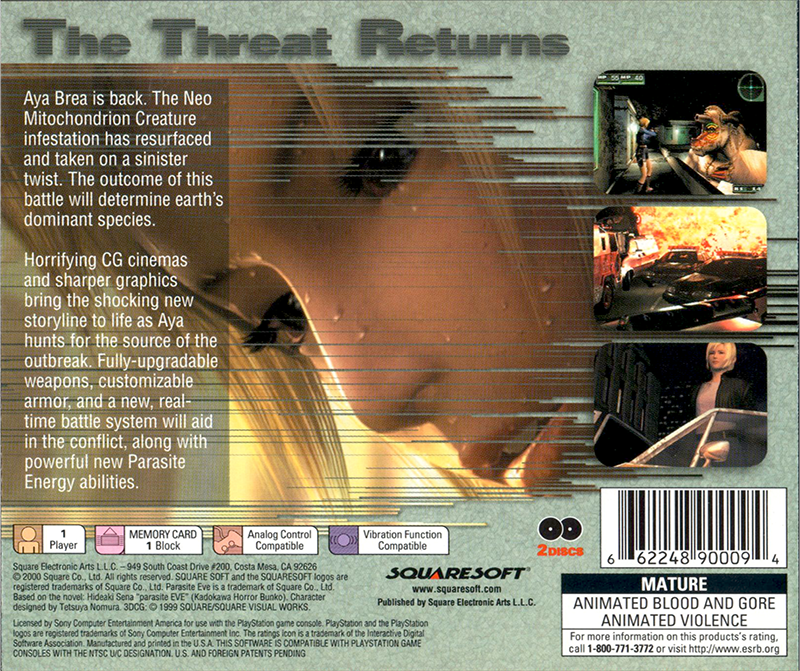 The Threat Returns
Aya Brea is back. The Neo
Mitochondrion Creature
infestation has resurfaced
and taken on a sinister
twist. The outcome of this
battle will determine earth's
dominant species.
Horrifying CG cinemas
and sharper graphics
bring the shocking new
storyline to life as Aya
hunts for the source of the
outbreak. Fully-upgradable
weapons, customizable
armor, and a new, real-
time battle system will aid
in the conflict, along with
powerful new Parasite
Energy abilities.
1
Player
MEMORY CARD
1 Block
Analog Control
Compatible
Vibration Function
Compatible
2 DISCS
6 62248 90009 4
Square Electronic Arts L.L.C. – 949 South Coast Drive #200, Costa Mesa, CA 92626
© 2000 Square Co., Ltd. All rights reserved. SQUARE SOFT and the SQUARESOFT logos are
registered trademarks of Square Co., Ltd. Parasite Eve is a trademark of Square Co., Ltd.
Based on the novel: Hideaki Sena "parasite EVE" (Kadokawa Horror Bunko). Character
designed by Tetsuya Nomura. 3DCG: © 1999 SQUARE/SQUARE VISUAL WORKS.
SQUARESOFT®
www.squaresoft.com
Published by Square Electronic Arts L.L.C.
Licensed by Sony Computer Entertainment America for use with the PlayStation game console. PlayStation and the PlayStation
logos are registered trademarks of Sony Computer Entertainment Inc. The ratings icon is a trademark of the Interactive Digital
Software Association. Manufactured and printed in the U.S.A. THIS SOFTWARE IS COMPATIBLE WITH PLAYSTATION GAME
CONSOLES WITH THE NTSC U/C DESIGNATION. U.S. AND FOREIGN PATENTS PENDING
MATURE
ANIMATED BLOOD AND GORE
ANIMATED VIOLENCE
For more information on this products's rating,
call 1-800-771-3772 or visit http://www.esrb.org